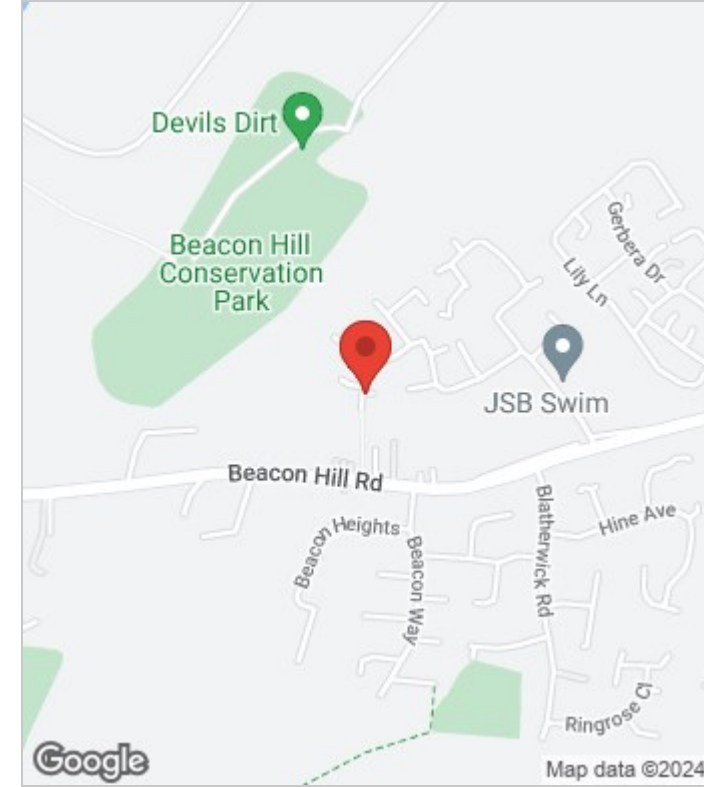 Devils Dirt
Beacon Hill
Conservation
Park
Gerbera Dr
Lily Ln
JSB Swim
Beacon Hill Rd
Beacon Heights
Beacon Way
Blatherwick Rd
Hine Ave
Ringrose Cl
Google
Map data ©2024